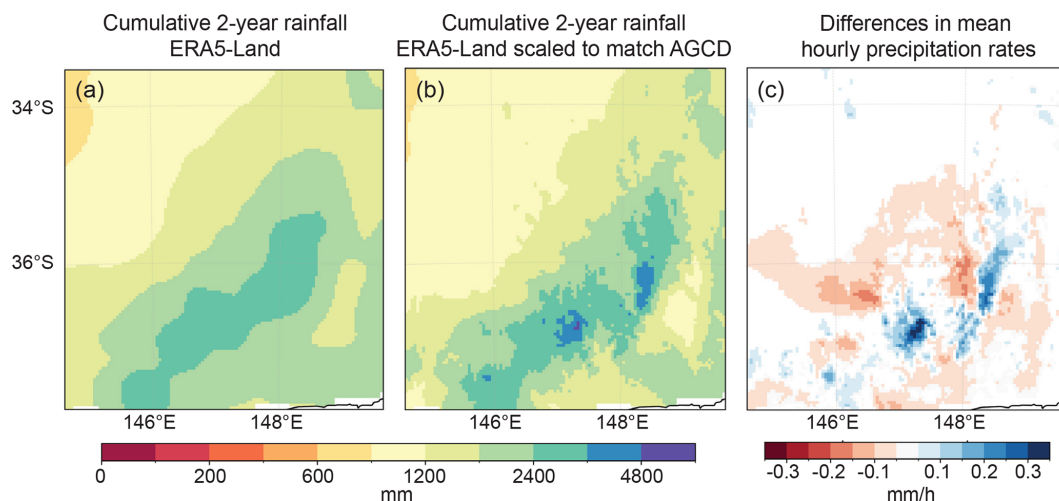 Cumulative 2-year rainfall
ERA5-Land
Cumulative 2-year rainfall
ERA5-Land scaled to match AGCD
Differences in mean
hourly precipitation rates
(a)
(b)
(c)
34°S
36°S
146°E
148°E
146°E
148°E
146°E
148°E
0
200
600
1200
2400
4800
mm
-0.3
-0.2
-0.1
0.1
0.2
0.3
mm/h